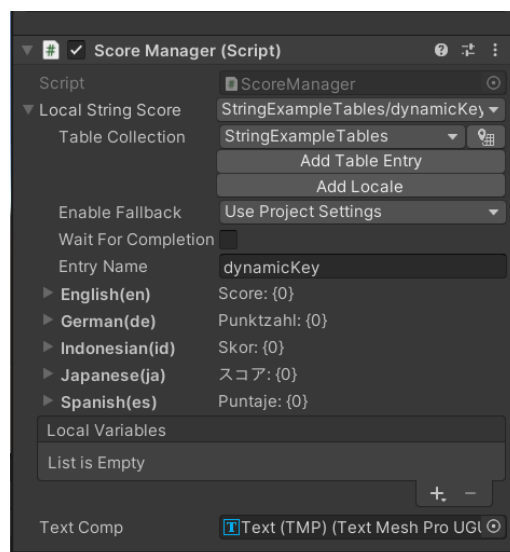 Score Manager (Script)
Script ScoreManager
Local String Score StringExampleTables/dynamicKey
Table Collection StringExampleTables
Add Table Entry
Add Locale
Enable Fallback Use Project Settings
Wait For Completion
Entry Name dynamicKey
English(en) Score: {0}
German(de) Punktzahl: {0}
Indonesian(id) Skor: {0}
Japanese(ja) スコア: {0}
Spanish(es) Puntaje: {0}
Local Variables
List is Empty
Text Comp Text (TMP) (Text Mesh Pro UGU